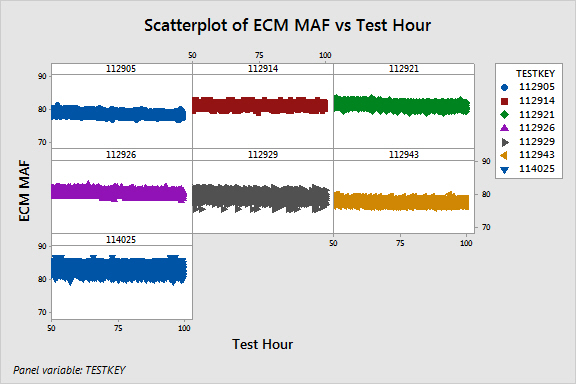 Scatterplot of ECM MAF vs Test Hour
50 75 100
112905 112914 112921
90
80
70
112926 112929 112943
90
80
70
114025
50 75 100
90
80
70
50 75 100
ECM MAF
Test Hour
TESTKEY
112905
112914
112921
112926
112929
112943
114025
Panel variable: TESTKEY